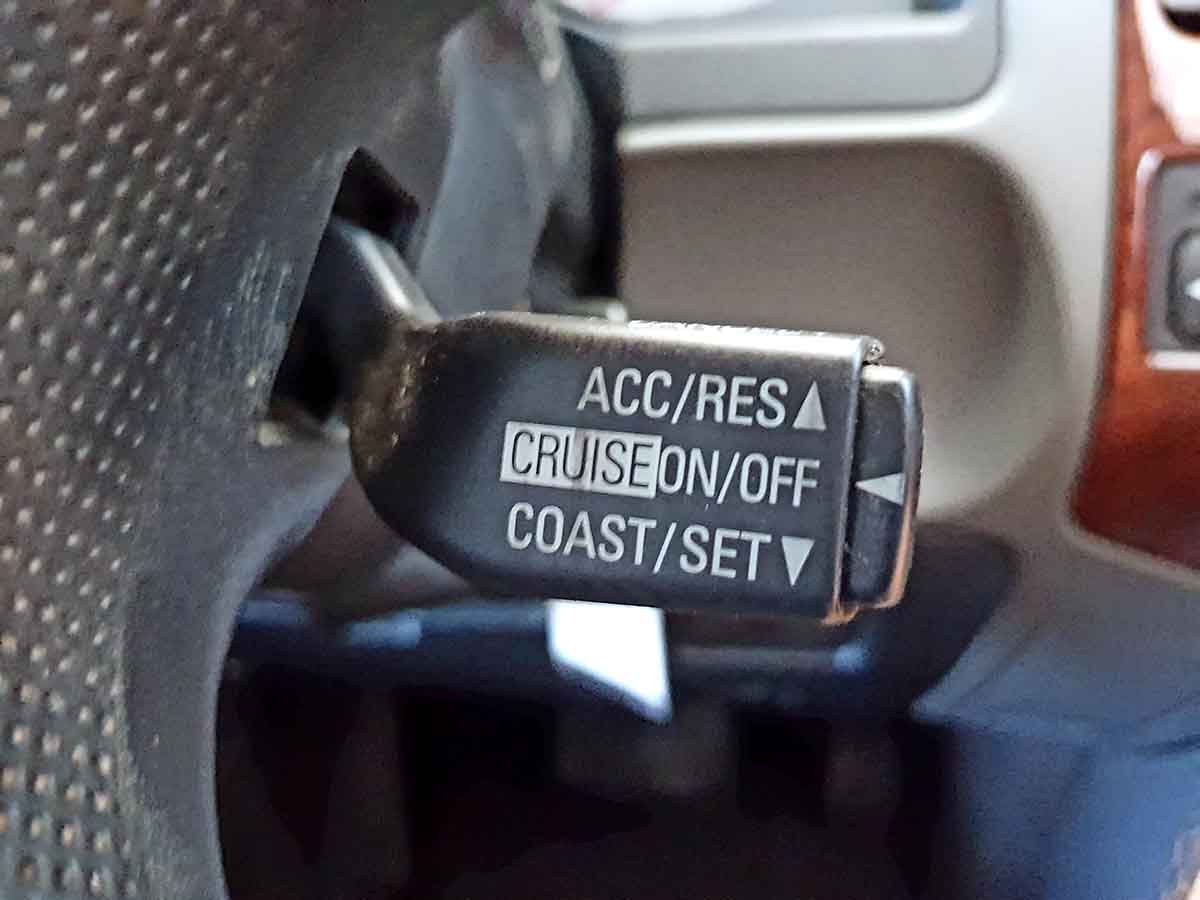 ACC/RES▲
CRUISE ON/OFF ◀
COAST/SET▼